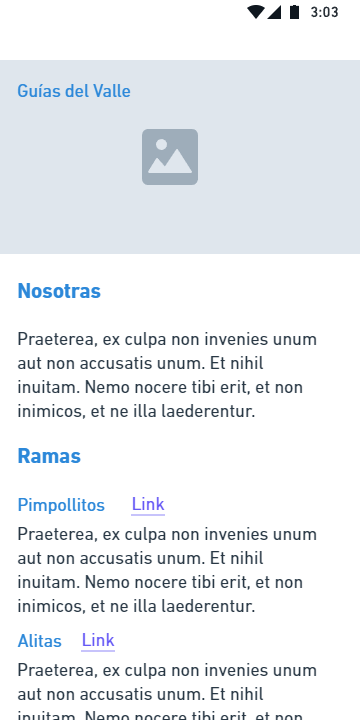 3:03
Guías del Valle
Nosotras
Praeterea, ex culpa non invenies unum
aut non accusatis unum. Et nihil
inuitam. Nemo nocere tibi erit, et non
inimicos, et ne illa laederentur.
Ramas
Pimpollitos Link
Praeterea, ex culpa non invenies unum
aut non accusatis unum. Et nihil
inuitam. Nemo nocere tibi erit, et non
inimicos, et ne illa laederentur.
Alitas Link
Praeterea, ex culpa non invenies unum
aut non accusatis unum. Et nihil
inuitam. Nemo nocere tibi erit, et non